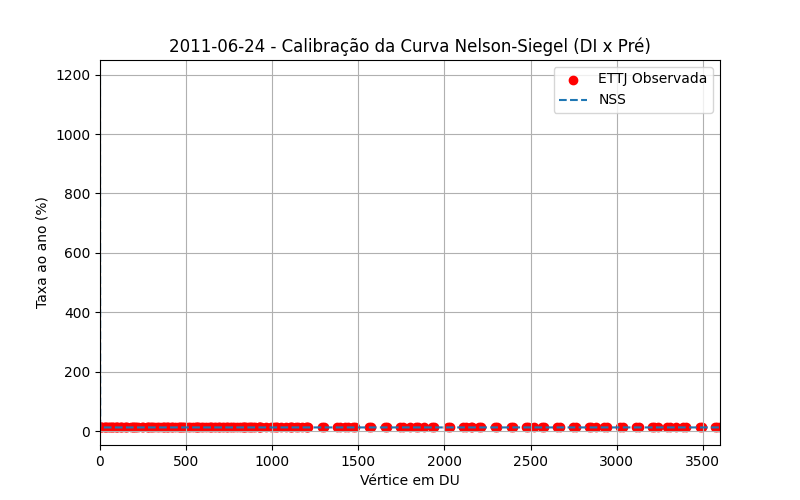 2011-06-24 - Calibração da Curva Nelson-Siegel (DI x Pré)
ETTJ Observada
NSS
Taxa ao ano (%)
1200
1000
800
600
400
200
0
0 500 1000 1500 2000 2500 3000 3500
Vértice em DU